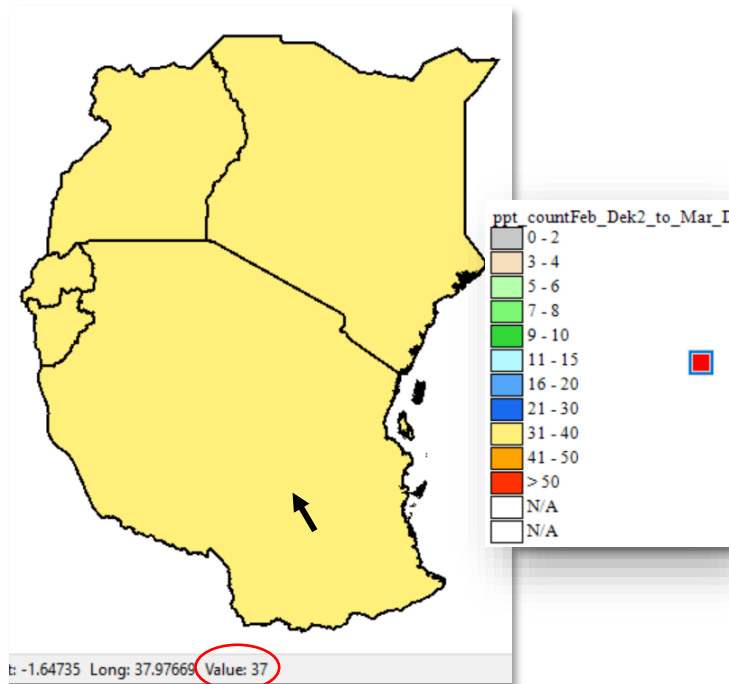 ppt_countFeb_Dek2_to_Mar_D
0 - 2
3 - 4
5 - 6
7 - 8
9 - 10
11 - 15
16 - 20
21 - 30
31 - 40
41 - 50
> 50
N/A
N/A
t: -1.64735 Long: 37.97669 Value: 37